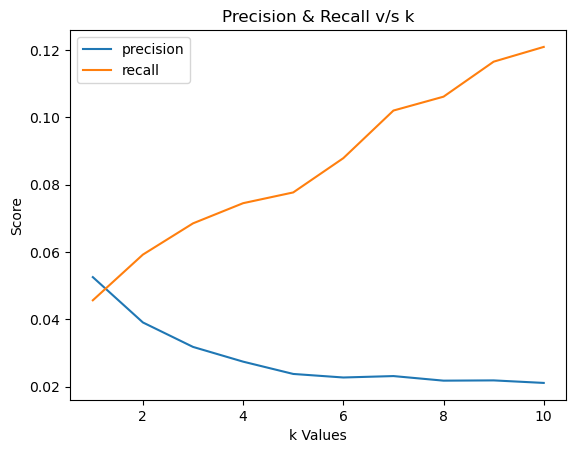 Precision & Recall v/s k
precision
recall
0.12
0.10
0.08
0.06
0.04
0.02
Score
2
4
6
8
10
k Values